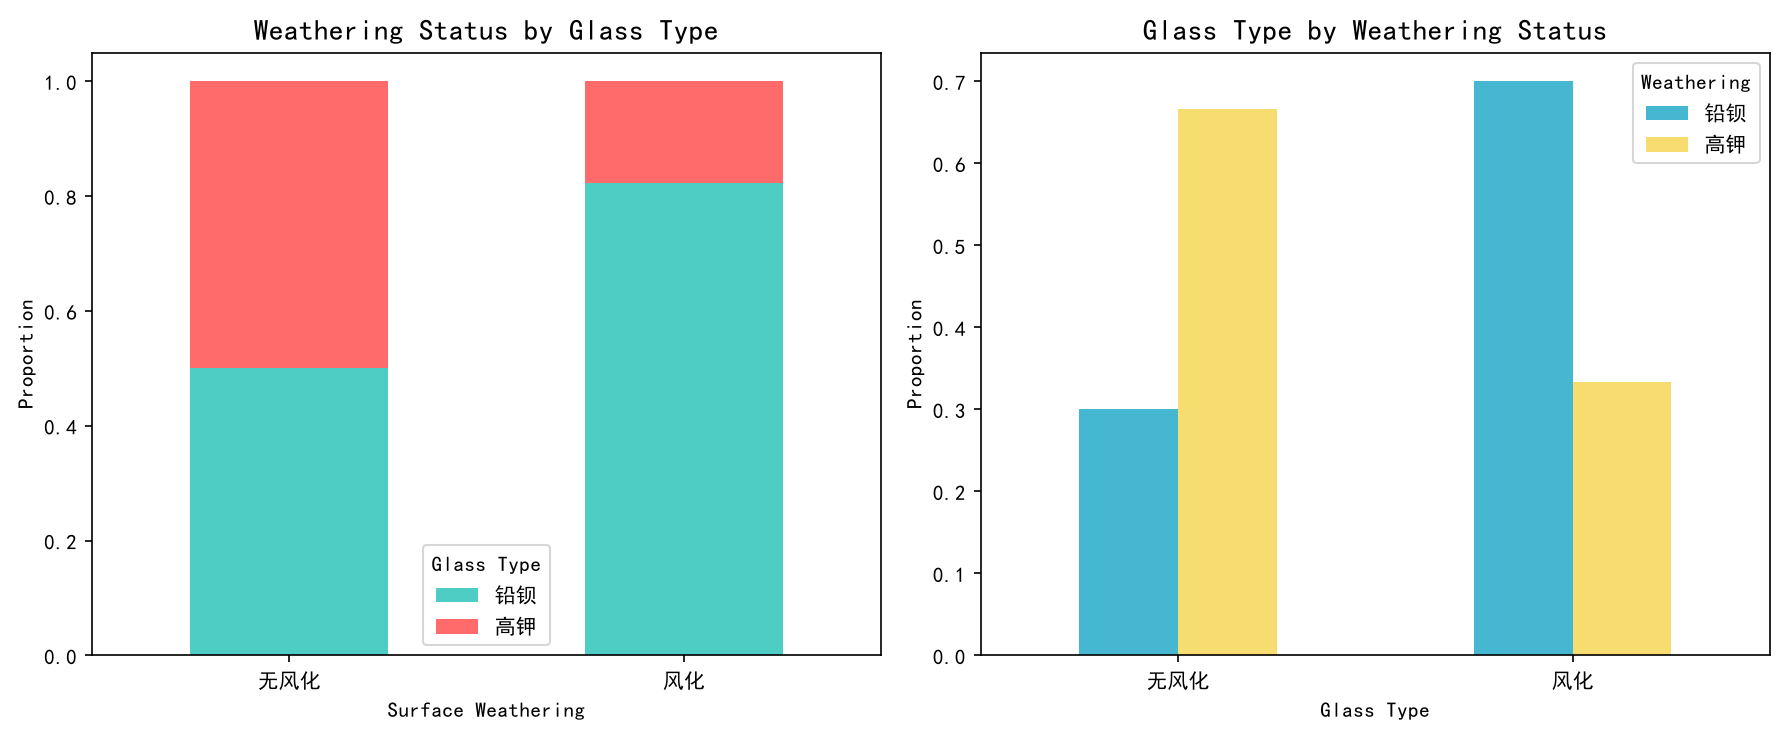 Weathering Status by Glass Type
Proportion
1.0
0.8
0.6
0.4
0.2
0.0
无风化
风化
Surface Weathering
Glass Type
铅钡
高钾
Glass Type by Weathering Status
Proportion
0.7
0.6
0.5
0.4
0.3
0.2
0.1
0.0
无风化
风化
Glass Type
Weathering
铅钡
高钾